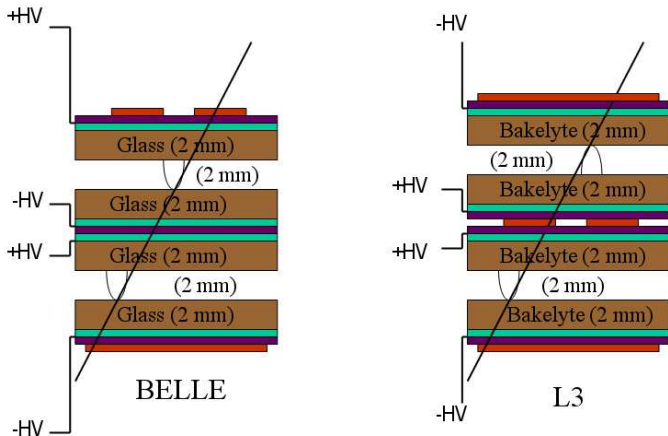 +HV
Glass (2 mm)
(2 mm)
-HV
Glass (2 mm)
+HV
Glass (2 mm)
(2 mm)
Glass (2 mm)
BELLE
-HV
-HV
Bakelyte (2 mm)
(2 mm)
+HV
Bakelyte (2 mm)
+HV
Bakelyte (2 mm)
(2 mm)
Bakelyte (2 mm)
L3
-HV